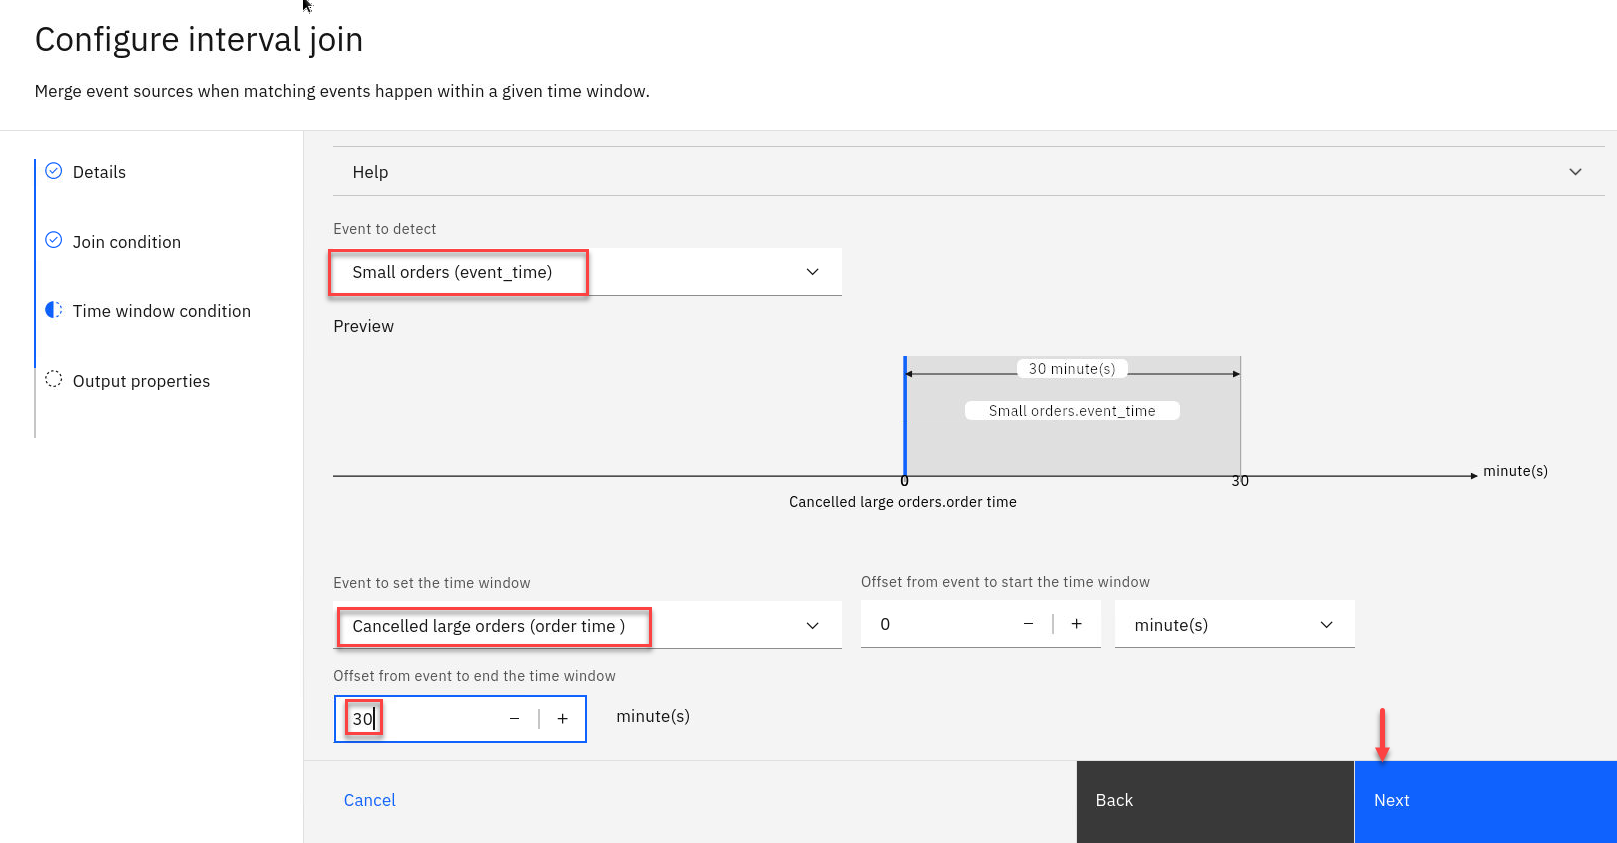 Configure interval join
Merge event sources when matching events happen within a given time window.
Details
Join condition
Time window condition
Output properties
Help
Event to detect
Small orders (event_time)
Preview
30 minute(s)
Small orders.event_time
minute(s)
0
30
Cancelled large orders.order time
Event to set the time window
Offset from event to start the time window
Cancelled large orders (order time )
0
minute(s)
Offset from event to end the time window
30
minute(s)
Cancel
Back
Next